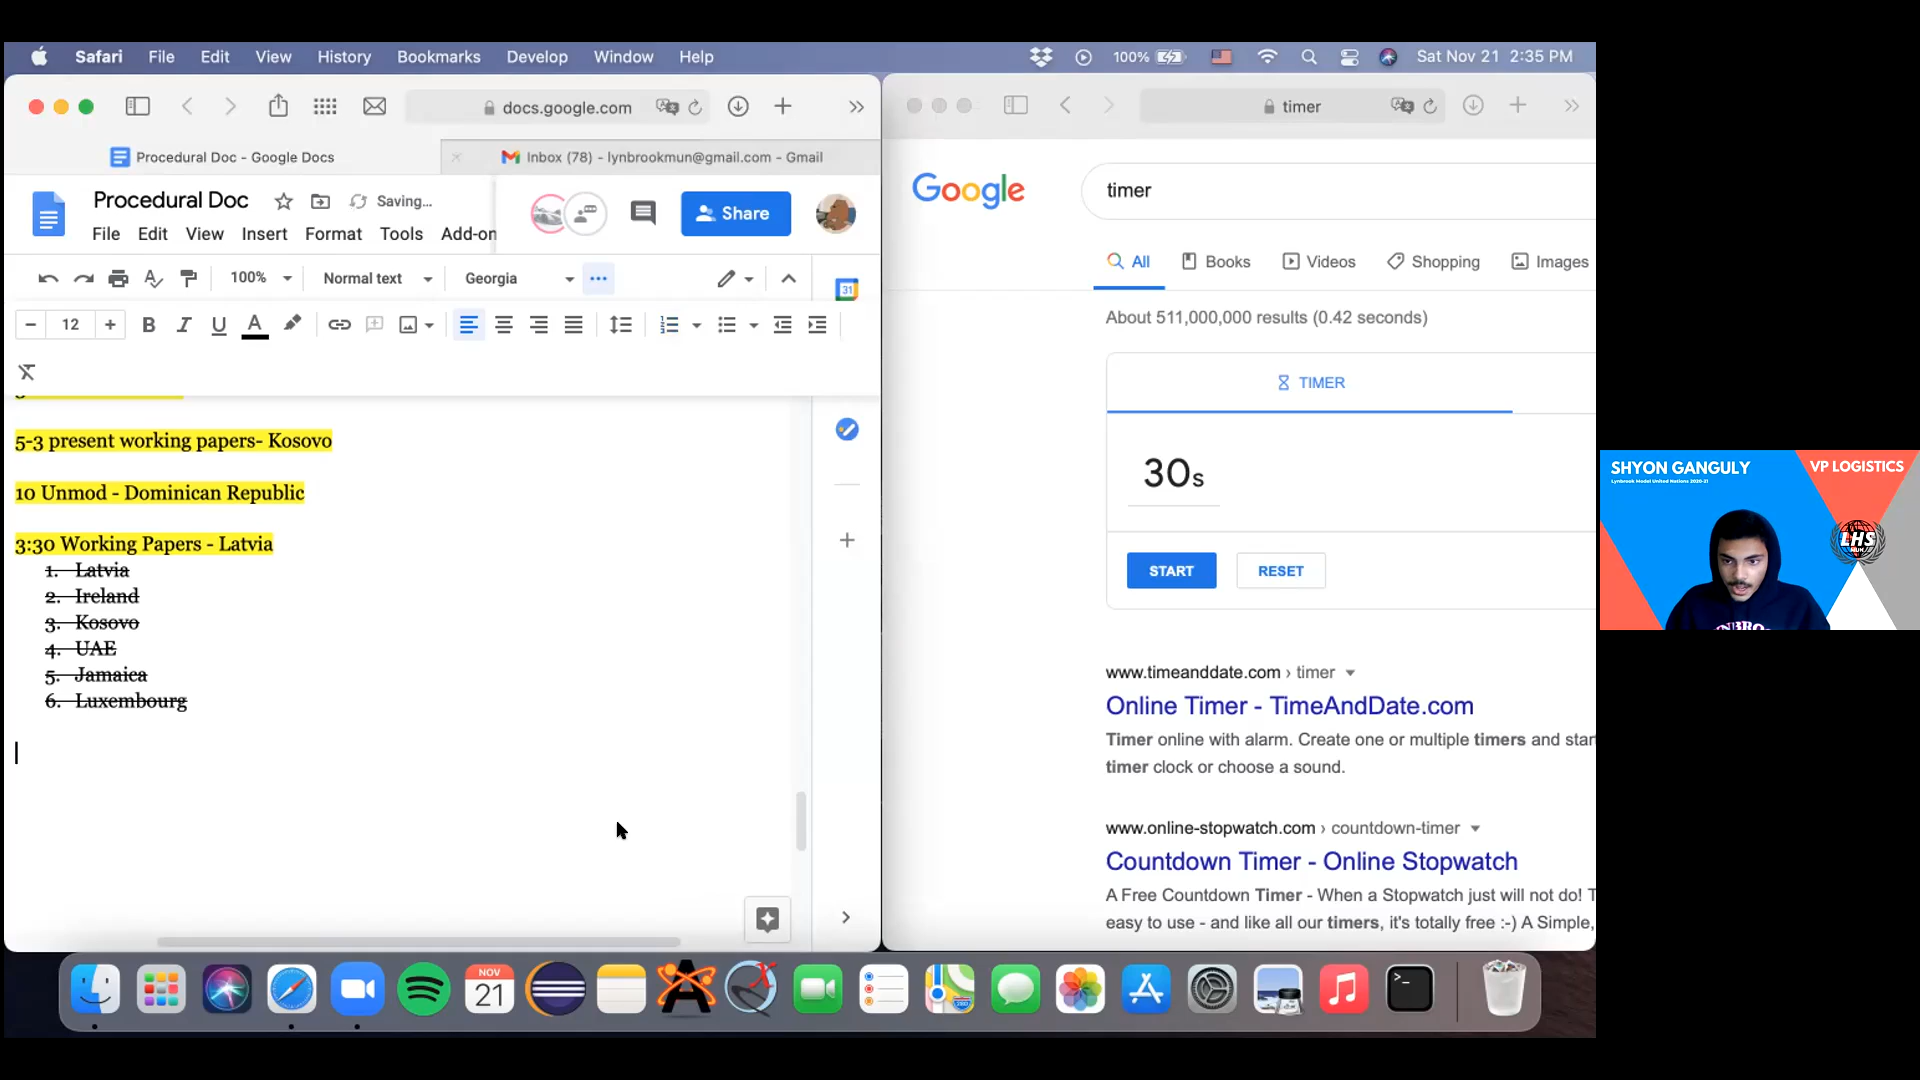 Safari File Edit View History Bookmarks Develop Window Help 100% Sat Nov 21 2:35 PM
docs.google.com
timer
Procedural Doc - Google Docs
Inbox (78) - lynbrookmun@gmail.com - Gmail
Procedural Doc Saving...
Share
File Edit View Insert Format Tools Add-on
100% Normal text Georgia
31
12
5-3 present working papers- Kosovo
10 Unmod - Dominican Republic
3:30 Working Papers - Latvia
1. Latvia
2. Ireland
3. Kosovo
4. UAE
5. Jamaica
6. Luxembourg
Google
timer
All Books Videos Shopping Images
About 511,000,000 results (0.42 seconds)
TIMER
30s
START RESET
www.timeanddate.com › timer
Online Timer - TimeAndDate.com
Timer online with alarm. Create one or multiple timers and star
timer clock or choose a sound.
www.online-stopwatch.com › countdown-timer
Countdown Timer - Online Stopwatch
A Free Countdown Timer - When a Stopwatch just will not do! T
easy to use - and like all our timers, it's totally free :-) A Simple,
SHYON GANGULY
Lynbrook Model United Nations 2020-21
VP LOGISTICS
LHS
MUN
NOV
21